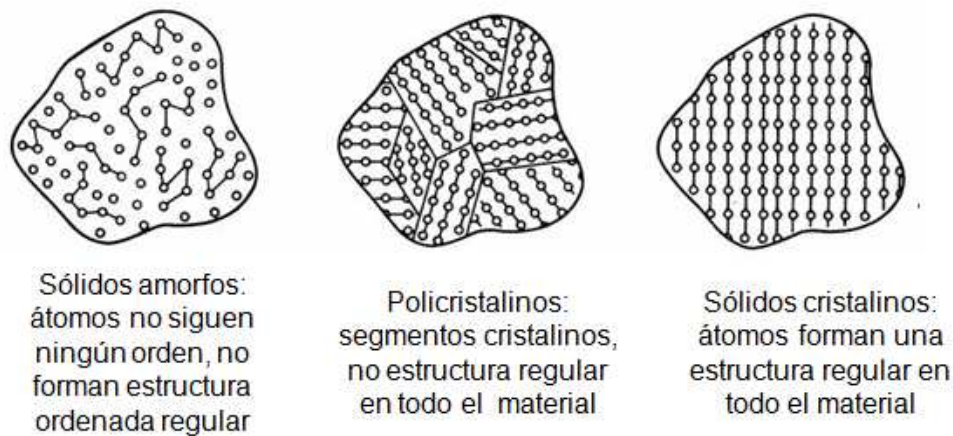 Sólidos amorfos:
átomos no siguen
ningún orden, no
forman estructura
ordenada regular
Policristalinos:
segmentos cristalinos,
no estructura regular
en todo el material
Sólidos cristalinos:
átomos forman una
estructura regular en
todo el material